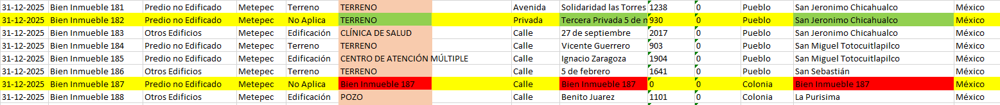 31-12-2025 Bien Inmueble 181 Predio no Edificado Metepec Terreno TERRENO Avenida Solidaridad las Torres 1238 0 Pueblo San Jeronimo Chicahualco México
31-12-2025 Bien Inmueble 182 Predio no Edificado Metepec No Aplica TERRENO Privada Tercera Privada 5 de m 930 0 Pueblo San Jeronimo Chicahualco México
31-12-2025 Bien Inmueble 183 Otros Edificios Metepec Edificación CLÍNICA DE SALUD Calle 27 de septiembre 2017 0 Pueblo San Jeronimo Chicahualco México
31-12-2025 Bien Inmueble 184 Predio no Edificado Metepec Terreno TERRENO Calle Vicente Guerrero 903 0 Pueblo San Miguel Totocuitlapilco México
31-12-2025 Bien Inmueble 185 Predio no Edificado Metepec Edificación CENTRO DE ATENCIÓN MÚLTIPLE Calle Ignacio Zaragoza 1904 0 Pueblo San Miguel Totocuitlapilco México
31-12-2025 Bien Inmueble 186 Otros Edificios Metepec Terreno TERRENO Calle 5 de febrero 1641 0 Pueblo San Sebastián México
31-12-2025 Bien Inmueble 187 Predio no Edificado Metepec No Aplica Bien Inmueble 187 Calle Bien Inmueble 187 0 0 Colonia Bien Inmueble 187 México
31-12-2025 Bien Inmueble 188 Otros Edificios Metepec Edificación POZO Calle Benito Juarez 1101 0 Colonia La Purisima México